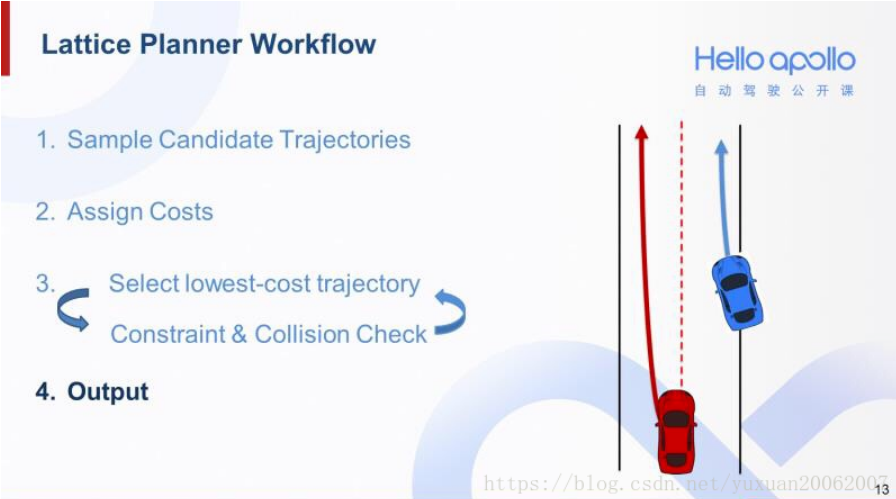 Lattice Planner Workflow
Hello apollo
自动驾驶公开课
1. Sample Candidate Trajectories
2. Assign Costs
3. Select lowest-cost trajectory
Constraint & Collision Check
4. Output
https://blog.csdn.net/yuxuan20062007
13